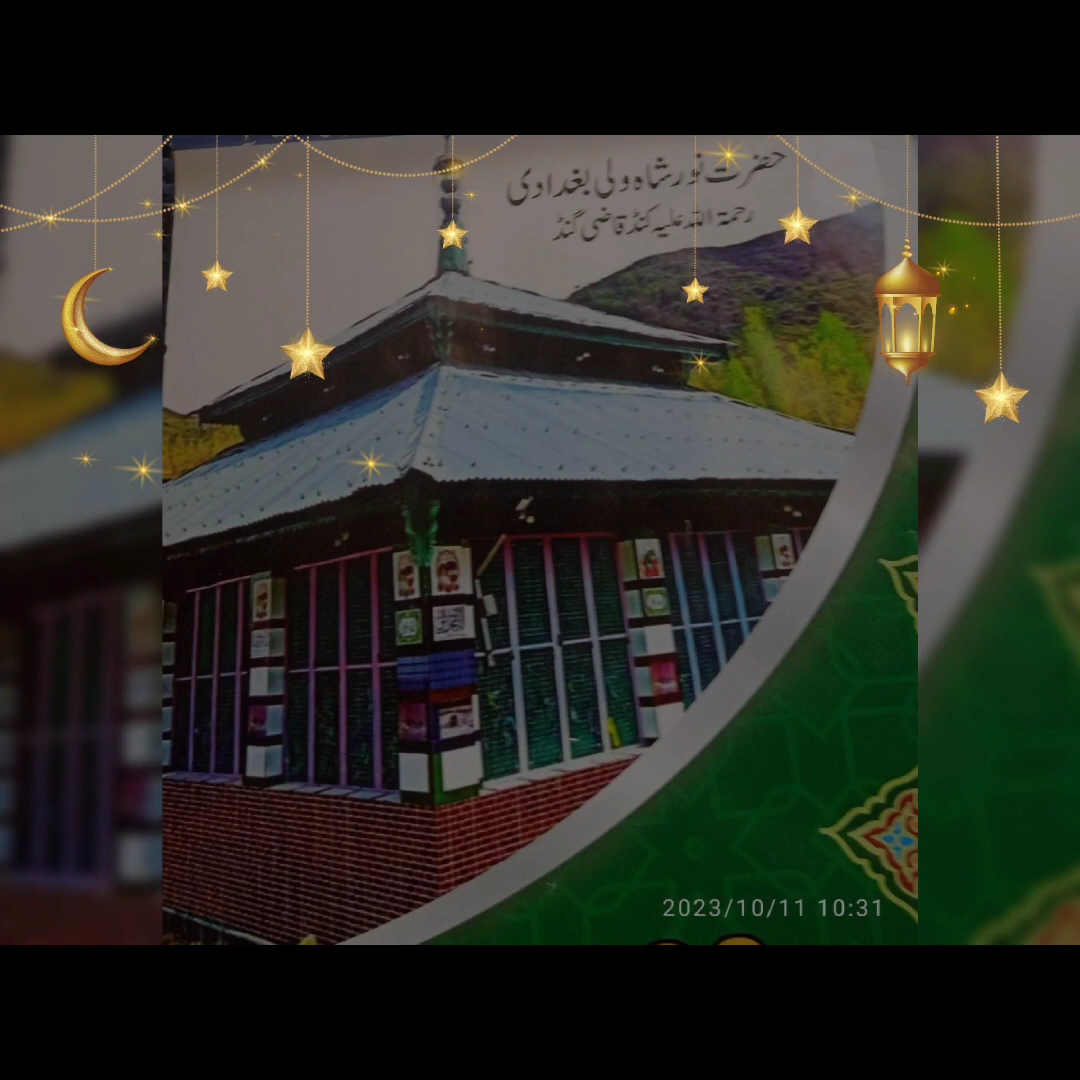 حضرت نور شاہ ولی بغدادی
رحمۃ اللہ علیہ کنڈ قاضی گنڈ
2023/10/11 10:31